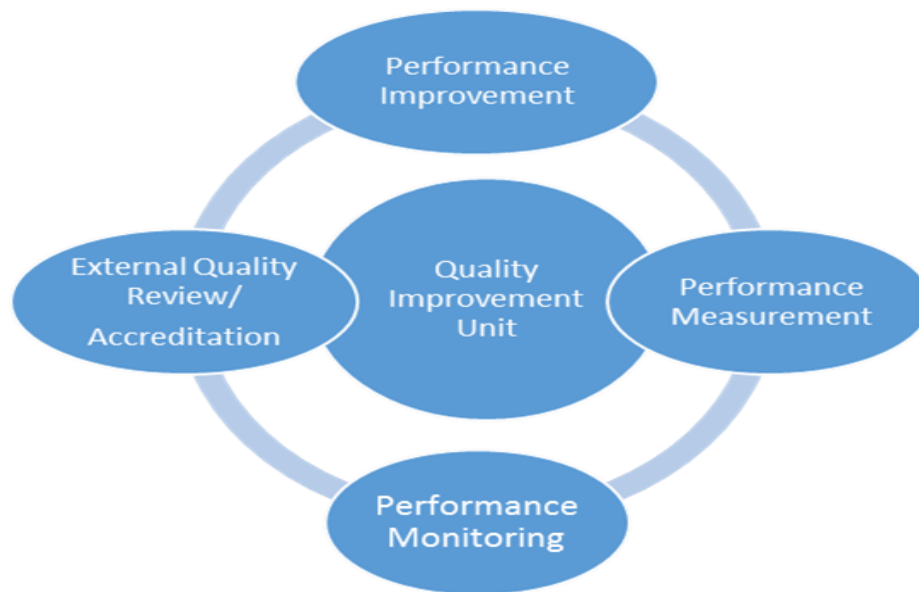 Performance
Improvement
External Quality
Review/
Accreditation
Quality
Improvement
Unit
Performance
Measurement
Performance
Monitoring